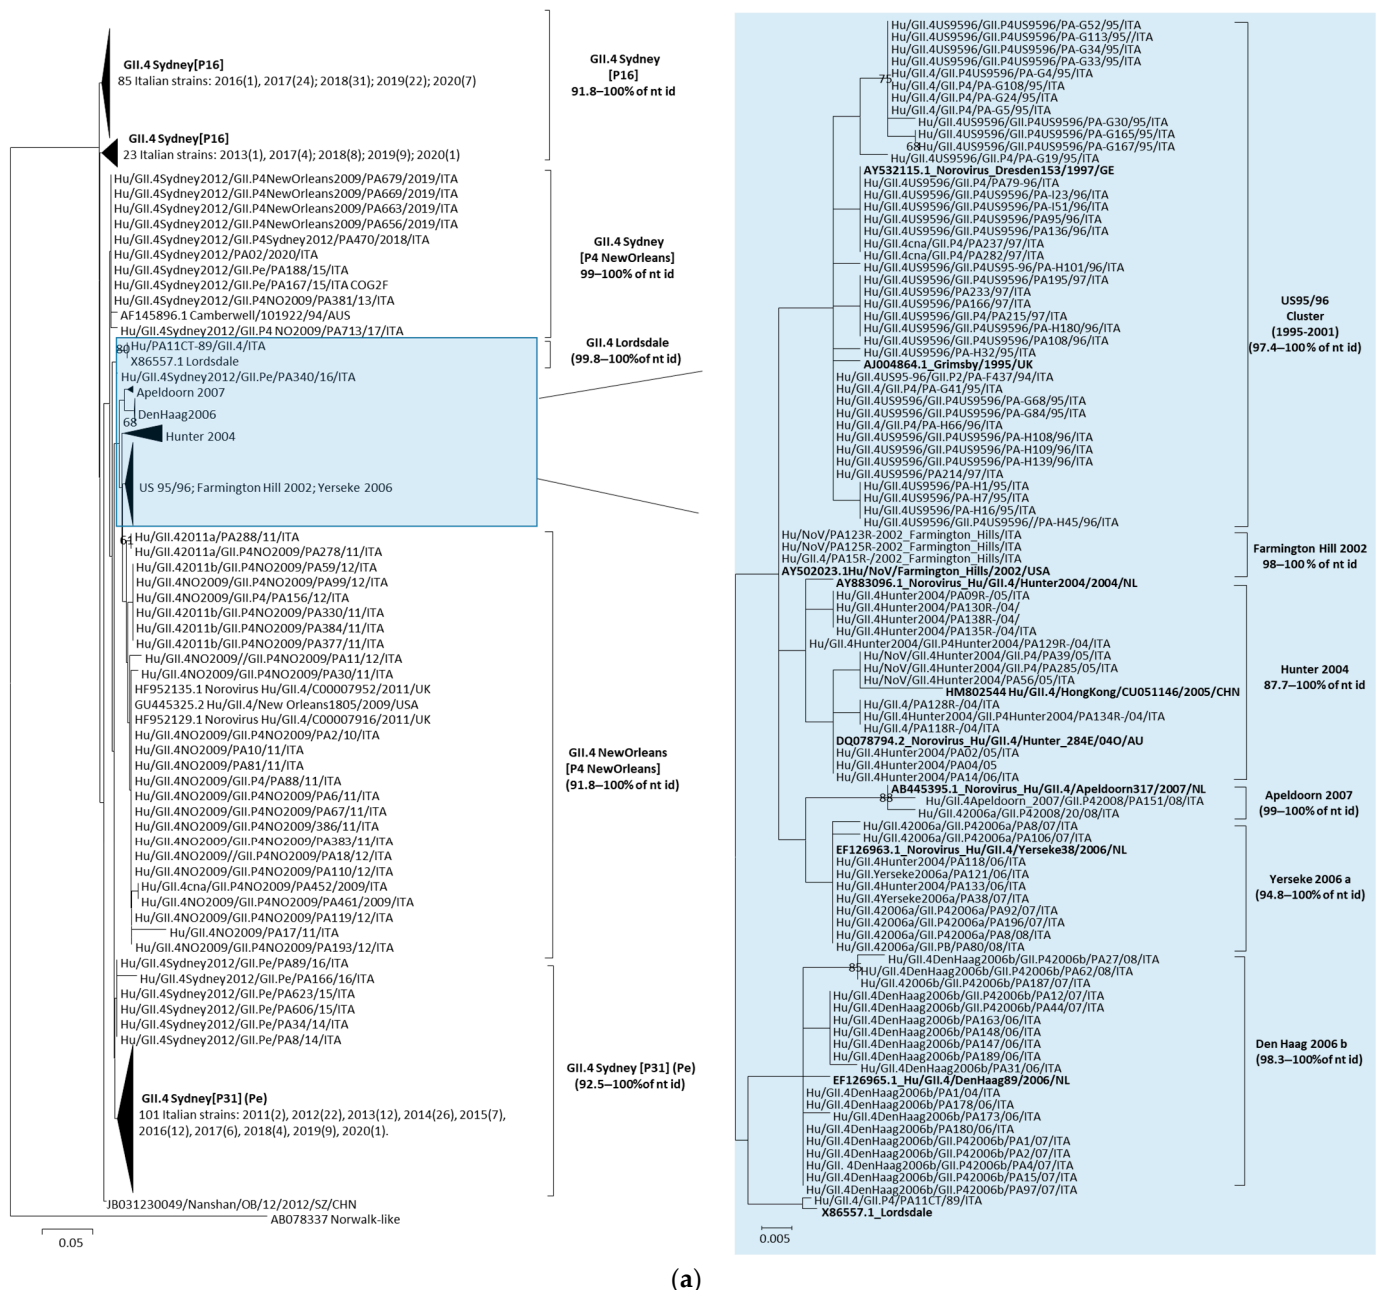 GII.4 Sydney[P16]
85 Italian strains: 2016(1), 2017(24); 2018(31); 2019(22); 2020(7)
GII.4 Sydney[P16]
23 Italian strains: 2013(1), 2017(4); 2018(8); 2019(9); 2020(1)
GII.4 Sydney
[P16]
91.8–100% of nt id
Hu/GII.4Sydney2012/GII.P4NewOrleans2009/PA679/2019/ITA
Hu/GII.4Sydney2012/GII.P4NewOrleans2009/PA669/2019/ITA
Hu/GII.4Sydney2012/GII.P4NewOrleans2009/PA663/2019/ITA
Hu/GII.4Sydney2012/GII.P4NewOrleans2009/PA656/2019/ITA
Hu/GII.4Sydney2012/GII.P4Sydney2012/PA470/2018/ITA
Hu/GII.4Sydney2012/PA02/2020/ITA
Hu/GII.4Sydney2012/GII.Pe/PA188/15/ITA
Hu/GII.4Sydney2012/GII.Pe/PA167/15/ITA COG2F
Hu/GII.4Sydney2012/GII.P4NO2009/PA381/13/ITA
AF145896.1 Camberwell/101922/94/AUS
Hu/GII.4Sydney2012/GII.P4 NO2009/PA713/17/ITA
GII.4 Sydney
[P4 NewOrleans]
99–100% of nt id
80
Hu/PA11CT-89/GII.4/ITA
X86557.1 Lordsdale
GII.4 Lordsdale
(99.8–100%of nt id)
Hu/GII.4Sydney2012/GII.Pe/PA340/16/ITA
Apeldoorn 2007
DenHaag2006
68
Hunter 2004
US 95/96; Farmington Hill 2002; Yerseke 2006
61
Hu/GII.42011a/PA288/11/ITA
Hu/GII.42011a/GII.P4NO2009/PA278/11/ITA
Hu/GII.42011b/GII.P4NO2009/PA59/12/ITA
Hu/GII.4NO2009/GII.P4NO2009/PA99/12/ITA
Hu/GII.4NO2009/GII.P4/PA156/12/ITA
Hu/GII.42011b/GII.P4NO2009/PA330/11/ITA
Hu/GII.42011b/GII.P4NO2009/PA384/11/ITA
Hu/GII.42011b/GII.P4NO2009/PA377/11/ITA
Hu/GII.4NO2009//GII.P4NO2009/PA11/12/ITA
Hu/GII.4NO2009/GII.P4NO2009/PA30/11/ITA
HF952135.1 Norovirus Hu/GII.4/C00007952/2011/UK
GU445325.2 Hu/GII.4/New Orleans1805/2009/USA
HF952129.1 Norovirus Hu/GII.4/C00007916/2011/UK
Hu/GII.4NO2009/GII.P4NO2009/PA2/10/ITA
Hu/GII.4NO2009/PA10/11/ITA
Hu/GII.4NO2009/PA81/11/ITA
Hu/GII.4NO2009/GII.P4/PA88/11/ITA
Hu/GII.4NO2009/GII.P4NO2009/PA6/11/ITA
Hu/GII.4NO2009/GII.P4NO2009/PA67/11/ITA
Hu/GII.4NO2009/GII.P4NO2009/386/11/ITA
Hu/GII.4NO2009/GII.P4NO2009/PA383/11/ITA
Hu/GII.4NO2009//GII.P4NO2009/PA18/12/ITA
Hu/GII.4NO2009/GII.P4NO2009/PA110/12/ITA
Hu/GII.4cna/GII.P4NO2009/PA452/2009/ITA
Hu/GII.4NO2009/GII.P4NO2009/PA461/2009/ITA
Hu/GII.4NO2009/GII.P4NO2009/PA119/12/ITA
Hu/GII.4NO2009/PA17/11/ITA
Hu/GII.4NO2009/GII.P4NO2009/PA193/12/ITA
GII.4 NewOrleans
[P4 NewOrleans]
(91.8–100%of nt id)
Hu/GII.4Sydney2012/GII.Pe/PA89/16/ITA
Hu/GII.4Sydney2012/GII.Pe/PA166/16/ITA
Hu/GII.4Sydney2012/GII.Pe/PA623/15/ITA
Hu/GII.4Sydney2012/GII.Pe/PA606/15/ITA
Hu/GII.4Sydney2012/GII.Pe/PA34/14/ITA
Hu/GII.4Sydney2012/GII.Pe/PA8/14/ITA
GII.4 Sydney[P31] (Pe)
101 Italian strains: 2011(2), 2012(22), 2013(12), 2014(26), 2015(7),
2016(12), 2017(6), 2018(4), 2019(9), 2020(1).
GII.4 Sydney [P31] (Pe)
(92.5–100%of nt id)
JB031230049/Nanshan/OB/12/2012/SZ/CHN
AB078337 Norwalk-like
0.05
Hu/GII.4US9596/GII.P4US9596/PA-G52/95/ITA
Hu/GII.4US9596/GII.P4US9596/PA-G113/95//ITA
Hu/GII.4US9596/GII.P4US9596/PA-G34/95/ITA
Hu/GII.4US9596/GII.P4US9596/PA-G33/95/ITA
Hu/GII.4/GII.P4US9596/PA-G4/95/ITA
75
Hu/GII.4/GII.P4/PA-G108/95/ITA
Hu/GII.4/GII.P4/PA-G24/95/ITA
Hu/GII.4/GII.P4/PA-G5/95/ITA
Hu/GII.4US9596/GII.P4US9596/PA-G30/95/ITA
Hu/GII.4US9596/GII.P4US9596/PA-G165/95/ITA
68
Hu/GII.4US9596/GII.P4US9596/PA-G167/95/ITA
Hu/GII.4US9596/GII.P4/PA-G19/95/ITA
AY532115.1_Norovirus_Dresden153/1997/GE
Hu/GII.4US9596/GII.P4/PA79-96/ITA
Hu/GII.4US9596/GII.P4US9596/PA-I23/96/ITA
Hu/GII.4US9596/GII.P4US9596/PA-I51/96/ITA
Hu/GII.4US9596/GII.P4US9596/PA95/96/ITA
Hu/GII.4US9596/GII.P4US9596/PA136/96/ITA
Hu/GII.4cna/GII.P4/PA237/97/ITA
Hu/GII.4cna/GII.P4/PA282/97/ITA
Hu/GII.4US9596/GII.P4US95-96/PA-H101/96/ITA
Hu/GII.4US9596/GII.P4US9596/PA195/97/ITA
Hu/GII.4US9596/PA233/97/ITA
Hu/GII.4US9596/PA166/97/ITA
Hu/GII.4US9596/GII.P4/PA215/97/ITA
Hu/GII.4US9596/GII.P4US9596/PA-H180/96/ITA
Hu/GII.4US9596/GII.P4US9596/PA108/96/ITA
Hu/GII.4US9596/PA-H32/95/ITA
AJ004864.1_Grimsby/1995/UK
Hu/GII.4US95-96/GII.P2/PA-F437/94/ITA
Hu/GII.4/GII.P4/PA-G41/95/ITA
Hu/GII.4US9596/GII.P4US9596/PA-G68/95/ITA
Hu/GII.4US9596/GII.P4US9596/PA-G84/95/ITA
Hu/GII.4/GII.P4/PA-H66/96/ITA
Hu/GII.4US9596/GII.P4US9596/PA-H108/96/ITA
Hu/GII.4US9596/GII.P4US9596/PA-H109/96/ITA
Hu/GII.4US9596/GII.P4US9596/PA-H139/96/ITA
Hu/GII.4US9596/PA214/97/ITA
Hu/GII.4US9596/PA-H1/95/ITA
Hu/GII.4US9596/PA-H7/95/ITA
Hu/GII.4US9596/PA-H16/95/ITA
Hu/GII.4US9596/GII.P4US9596//PA-H45/96/ITA
US95/96
Cluster
(1995-2001)
(97.4–100 % of nt id)
Hu/NoV/PA123R-2002_Farmington_Hills/ITA
Hu/NoV/PA125R-2002_Farmington_Hills/ITA
Hu/GII.4/PA15R-/2002_Farmington_Hills/ITA
AY502023.1Hu/NoV/Farmington_Hills/2002/USA
Farmington Hill 2002
98–100 % of nt id
AY883096.1_Norovirus_Hu/GII.4/Hunter2004/2004/NL
Hu/GII.4Hunter2004/PA09R-/05/ITA
Hu/GII.4Hunter2004/PA130R-/04/
Hu/GII.4Hunter2004/PA138R-/04/
Hu/GII.4Hunter2004/PA135R-/04/ITA
Hu/GII.4Hunter2004/GII.P4Hunter2004/PA129R-/04/ITA
Hu/NoV/GII.4Hunter2004/GII.P4/PA39/05/ITA
Hu/NoV/GII.4Hunter2004/GII.P4/PA285/05/ITA
Hu/NoV/GII.4Hunter2004/PA56/05/ITA
HM802544 Hu/GII.4/HongKong/CU051146/2005/CHN
Hu/GII.4/PA128R-/04/ITA
Hu/GII.4Hunter2004/GII.P4Hunter2004/PA134R-/04/ITA
Hu/GII.4/PA118R-/04/ITA
DQ078794.2_Norovirus_Hu/GII.4/Hunter_284E/04O/AU
Hu/GII.4Hunter2004/PA02/05/ITA
Hu/GII.4Hunter2004/PA04/05
Hu/GII.4Hunter2004/PA14/06/ITA
Hunter 2004
87.7–100%of nt id
AB445395.1_Norovirus_Hu/GII.4/Apeldoorn317/2007/NL
88
Hu/GII.4Apeldoorn_2007/GII.P42008/PA151/08/ITA
Hu/GII.42006a/GII.P42008/20/08/ITA
Apeldoorn 2007
(99–100%of nt id)
Hu/GII.42006a/GII.P42006a/PA8/07/ITA
Hu/GII.42006a/GII.P42006a/PA106/07/ITA
EF126963.1_Norovirus_Hu/GII.4/Yerseke38/2006/NL
Hu/GII.4Hunter2004/PA118/06/ITA
Hu/GII.Yerseke2006a/PA121/06/ITA
Hu/GII.4Hunter2004/PA133/06/ITA
Hu/GII.4Yerseke2006a/PA38/07/ITA
Hu/GII.42006a/GII.P42006a/PA92/07/ITA
Hu/GII.42006a/GII.P42006a/PA196/07/ITA
Hu/GII.42006a/GII.P42006a/PA8/08/ITA
Hu/GII.42006a/GII.PB/PA80/08/ITA
Yerseke 2006 a
(94.8–100%of nt id)
Hu/GII.4DenHaag2006b/GII.P42006b/PA27/08/ITA
85
Hu/GII.4DenHaag2006b/GII.P42006b/PA62/08/ITA
Hu/GII.42006b/GII.P42006b/PA187/07/ITA
Hu/GII.4DenHaag2006b/GII.P42006b/PA12/07/ITA
Hu/GII.4DenHaag2006b/GII.P42006b/PA44/07/ITA
Hu/GII.4DenHaag2006b/PA163/06/ITA
Hu/GII.4DenHaag2006b/PA148/06/ITA
Hu/GII.4DenHaag2006b/PA147/06/ITA
Hu/GII.4DenHaag2006b/PA189/06/ITA
Hu/GII.4DenHaag2006b/PA31/06/ITA
EF126965.1_Hu/GII.4/DenHaag89/2006/NL
Hu/GII.4DenHaag2006b/PA1/04/ITA
Hu/GII.4DenHaag2006b/PA178/06/ITA
Hu/GII.4DenHaag2006b/PA173/06/ITA
Hu/GII.4DenHaag2006b/PA180/06/ITA
Hu/GII.4DenHaag2006b/GII.P42006b/PA1/07/ITA
Hu/GII.4DenHaag2006b/GII.P42006b/PA2/07/ITA
Hu/GII. 4DenHaag2006b/GII.P42006b/PA4/07/ITA
Hu/GII.4DenHaag2006b/GII.P42006b/PA15/07/ITA
Hu/GII.4DenHaag2006b/GII.P42006b/PA97/07/ITA
Den Haag 2006 b
(98.3–100%of nt id)
Hu/GII.4/GII.P4/PA11CT/89/ITA
X86557.1_Lordsdale
0.005
(a)